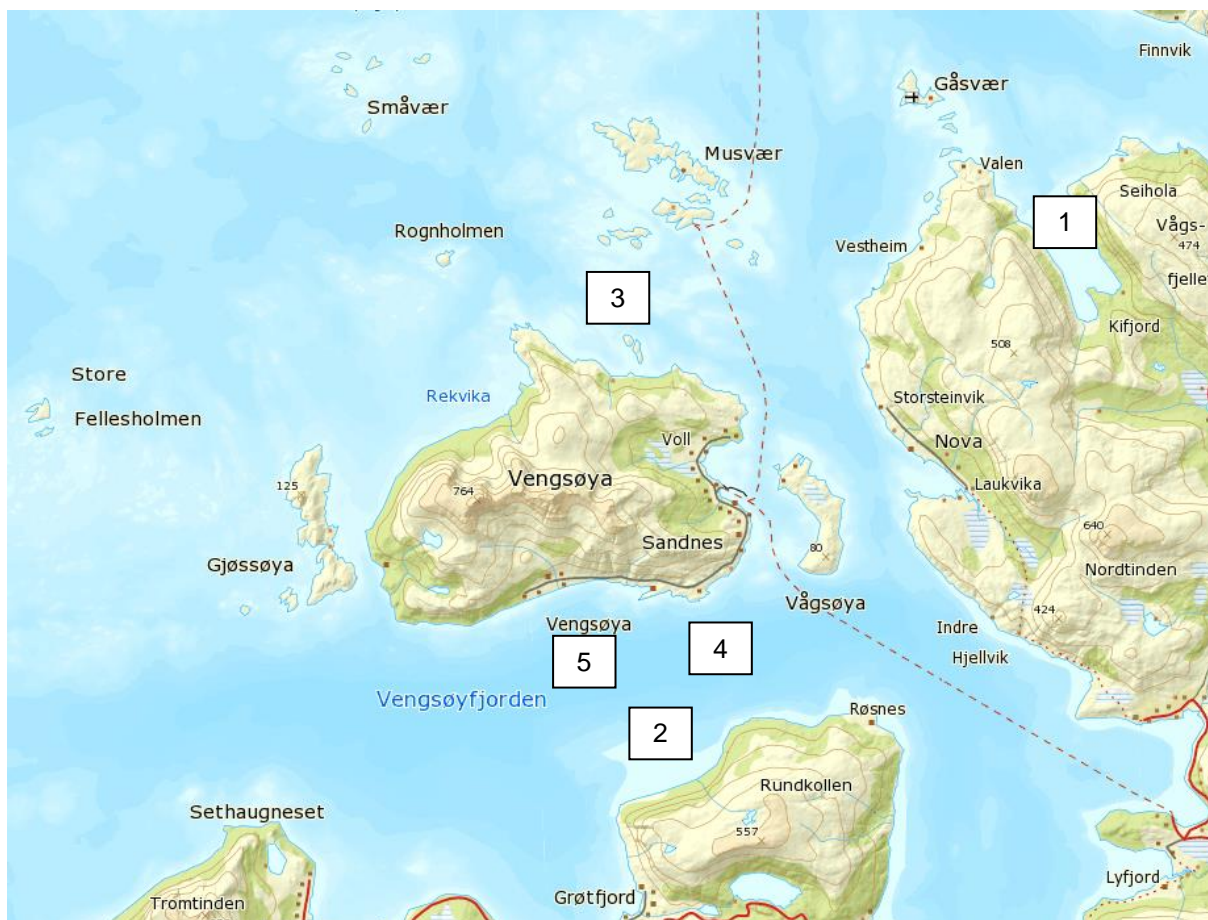 Finnvik
Gåsvær
Småvær
Musvær
Valen
Seihola
1
Vågs-
474
fjellet
Rognholmen
Vestheim
3
Kifjord
508
Store
Fellesholmen
Rekvika
Storsteinvik
Voll
Nova
125
764
Vengsøya
Laukvika
Sandnes
80
640
Gjøssøya
Nordtinden
Vågsøya
424
Vengsøya
Indre
Hjellvik
4
5
Vengsøyfjorden
Røsnes
2
Rundkollen
Sethaugneset
557
Lyfjord
Grøtfjord
Tromtinden